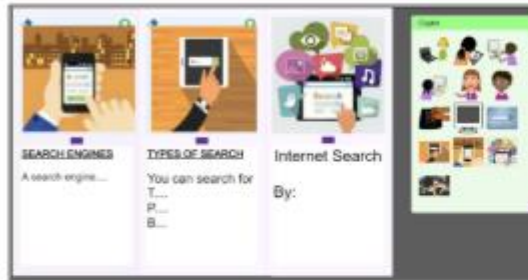 SEARCH ENGINES
A search engine....
TYPES OF SEARCH
You can search for
T....
P....
B...
Internet Search
By: